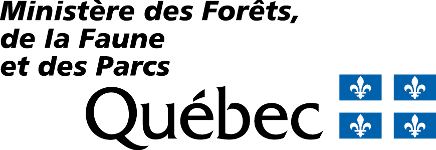 Ministère des Forêts,
de la Faune
et des Parcs
Québec